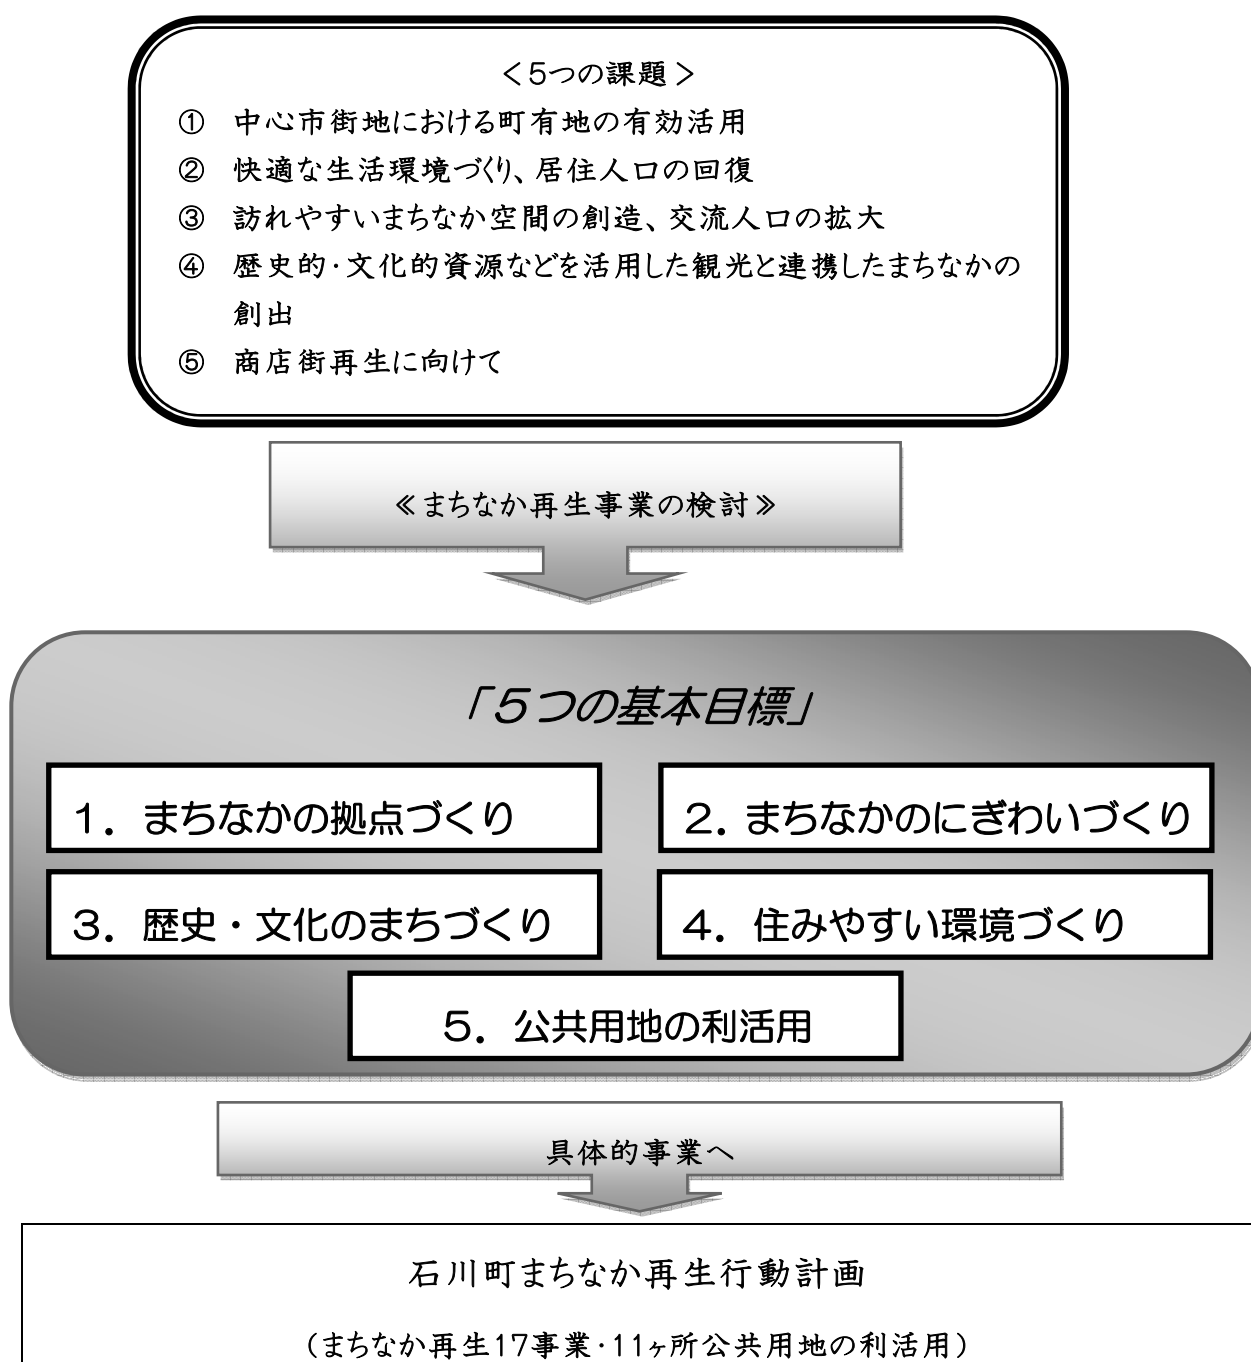 ＜5つの課題＞
① 中心市街地における町有地の有効活用
② 快適な生活環境づくり、居住人口の回復
③ 訪れやすいまちなか空間の創造、交流人口の拡大
④ 歴史的・文化的資源などを活用した観光と連携したまちなかの
創出
⑤ 商店街再生に向けて
≪まちなか再生事業の検討≫
「５つの基本目標」
１．まちなかの拠点づくり
２．まちなかのにぎわいづくり
３．歴史・文化のまちづくり
４．住みやすい環境づくり
５．公共用地の利活用
具体的事業へ
石川町まちなか再生行動計画
（まちなか再生17事業・11ヶ所公共用地の利活用）